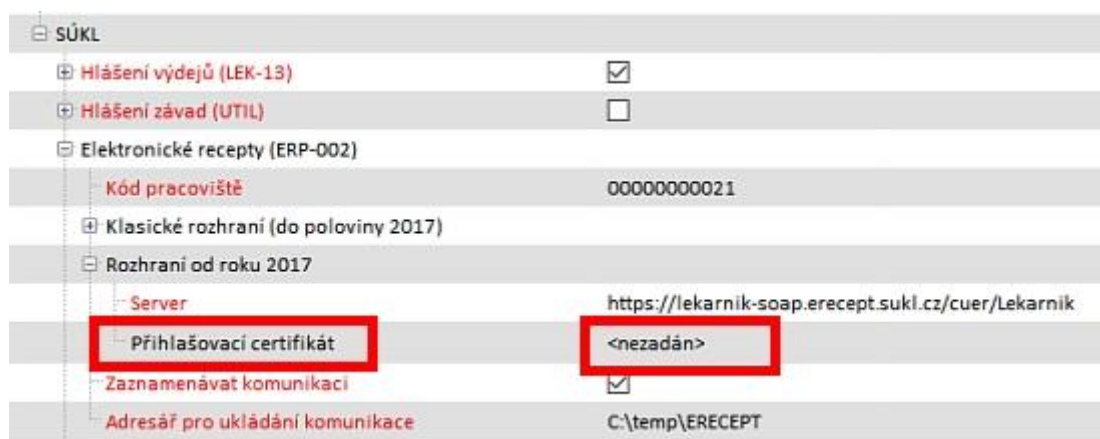 SÚKL
Hlášení výdejů (LEK-13)
Hlášení závad (UTIL)
Elektronické recepty (ERP-002)
Kód pracoviště 00000000021
Klasické rozhraní (do poloviny 2017)
Rozhraní od roku 2017
Server https://lekarnik-soap.erecept.sukl.cz/cuer/Lekarnik
Přihlašovací certifikát <nezadán>
Zaznamenávat komunikaci
Adresář pro ukládání komunikace C:\temp\ERECEPT